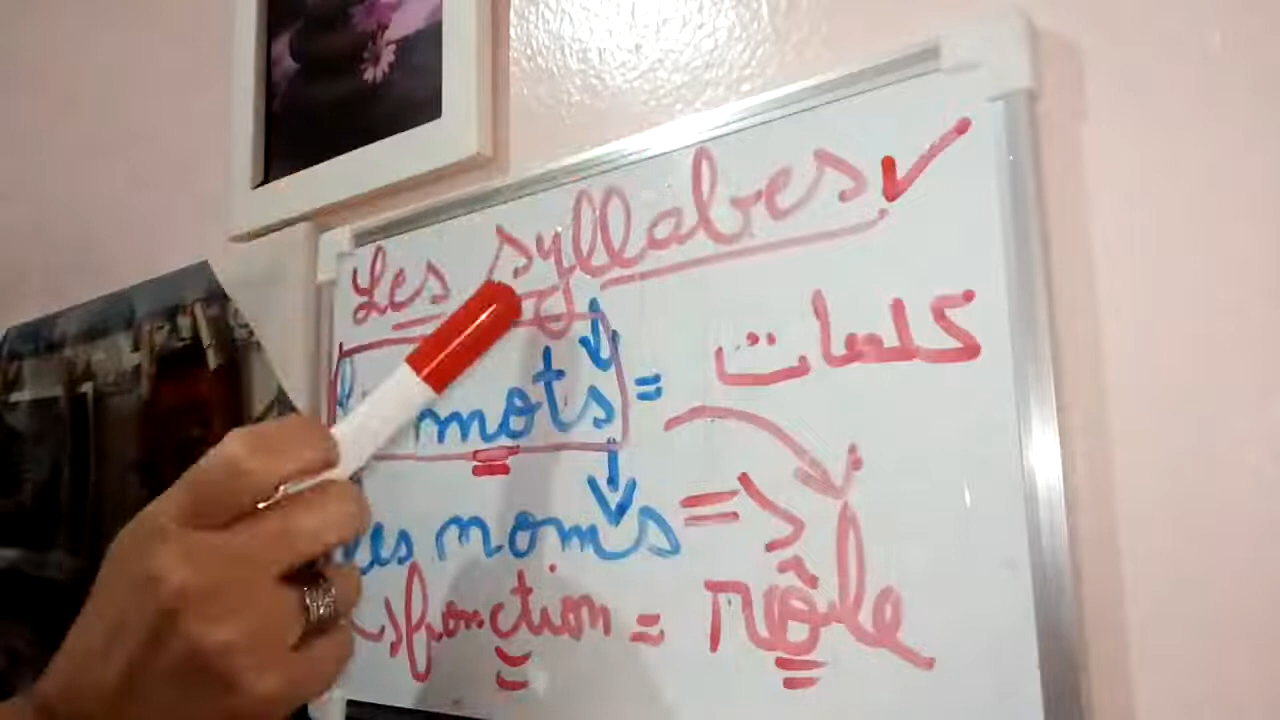 Les syllabes
mots = كلمات
les noms =>
fonction = rôle